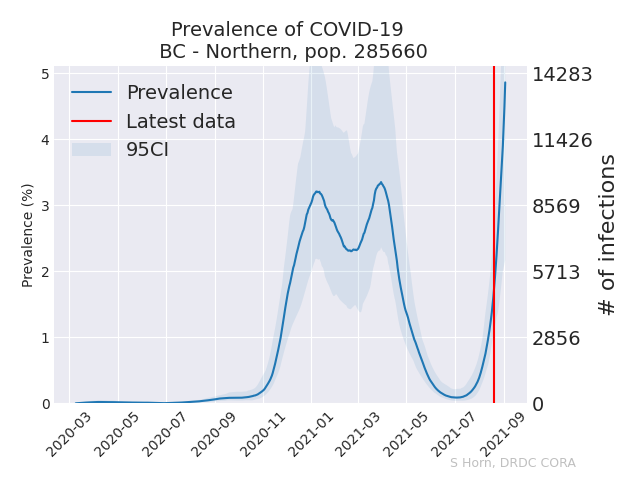 Prevalence of COVID-19
BC - Northern, pop. 285660
Prevalence
Latest data
95CI
Prevalence (%)
5
4
3
2
1
0
14283
11426
8569
5713
2856
0
# of infections
2020-03
2020-05
2020-07
2020-09
2020-11
2021-01
2021-03
2021-05
2021-07
2021-09
S Horn, DRDC CORA